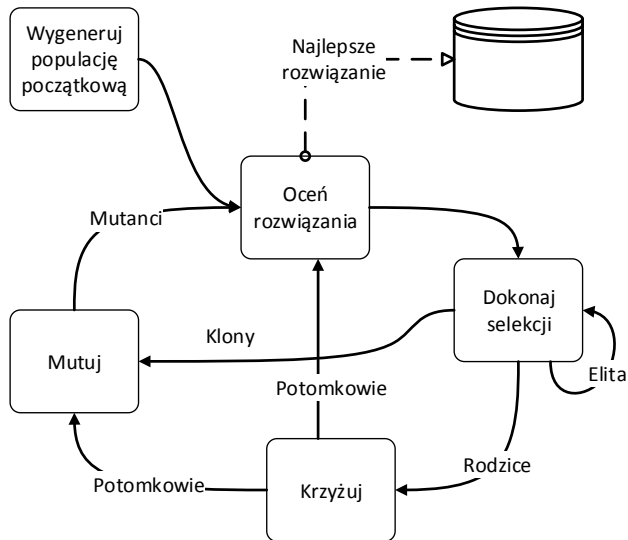 Wygeneruj
populację
początkową
Najlepsze
rozwiązanie
Oceń
rozwiązania
Mutanci
Dokonaj
selekcji
Klony
Mutuj
Elita
Potomkowie
Rodzice
Potomkowie
Krzyżuj